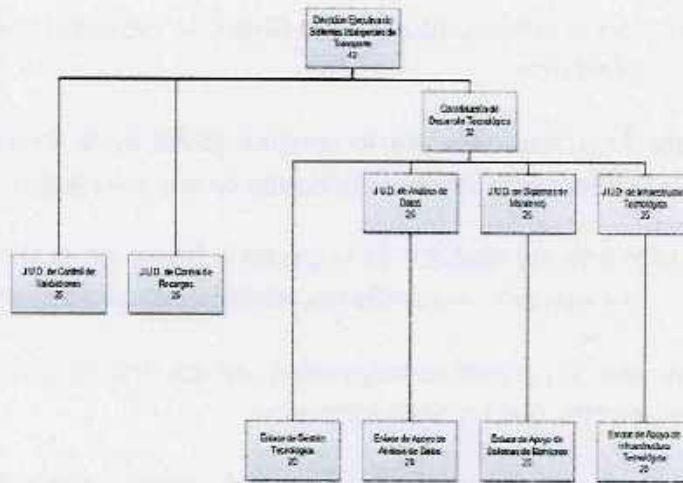 Dirección Ejecutiva de
Sistemas Inteligentes de
Transporte
43
Coordinación de
Desarrollo Tecnológico
32
J.U.D. de Análisis de
Datos
25
J.U.D. de Sistemas de
Monitoreo
25
J.U.D. de Infraestructura
Tecnológica
25
J.U.D. de Control de
Validaciones
25
J.U.D. de Control de
Recargas
25
Enlace de Gestión
Tecnológica
20
Enlace de Apoyo de
Análisis de Datos
20
Enlace de Apoyo de
Sistemas de Monitoreo
20
Enlace de Apoyo de
Infraestructura
Tecnológica
20